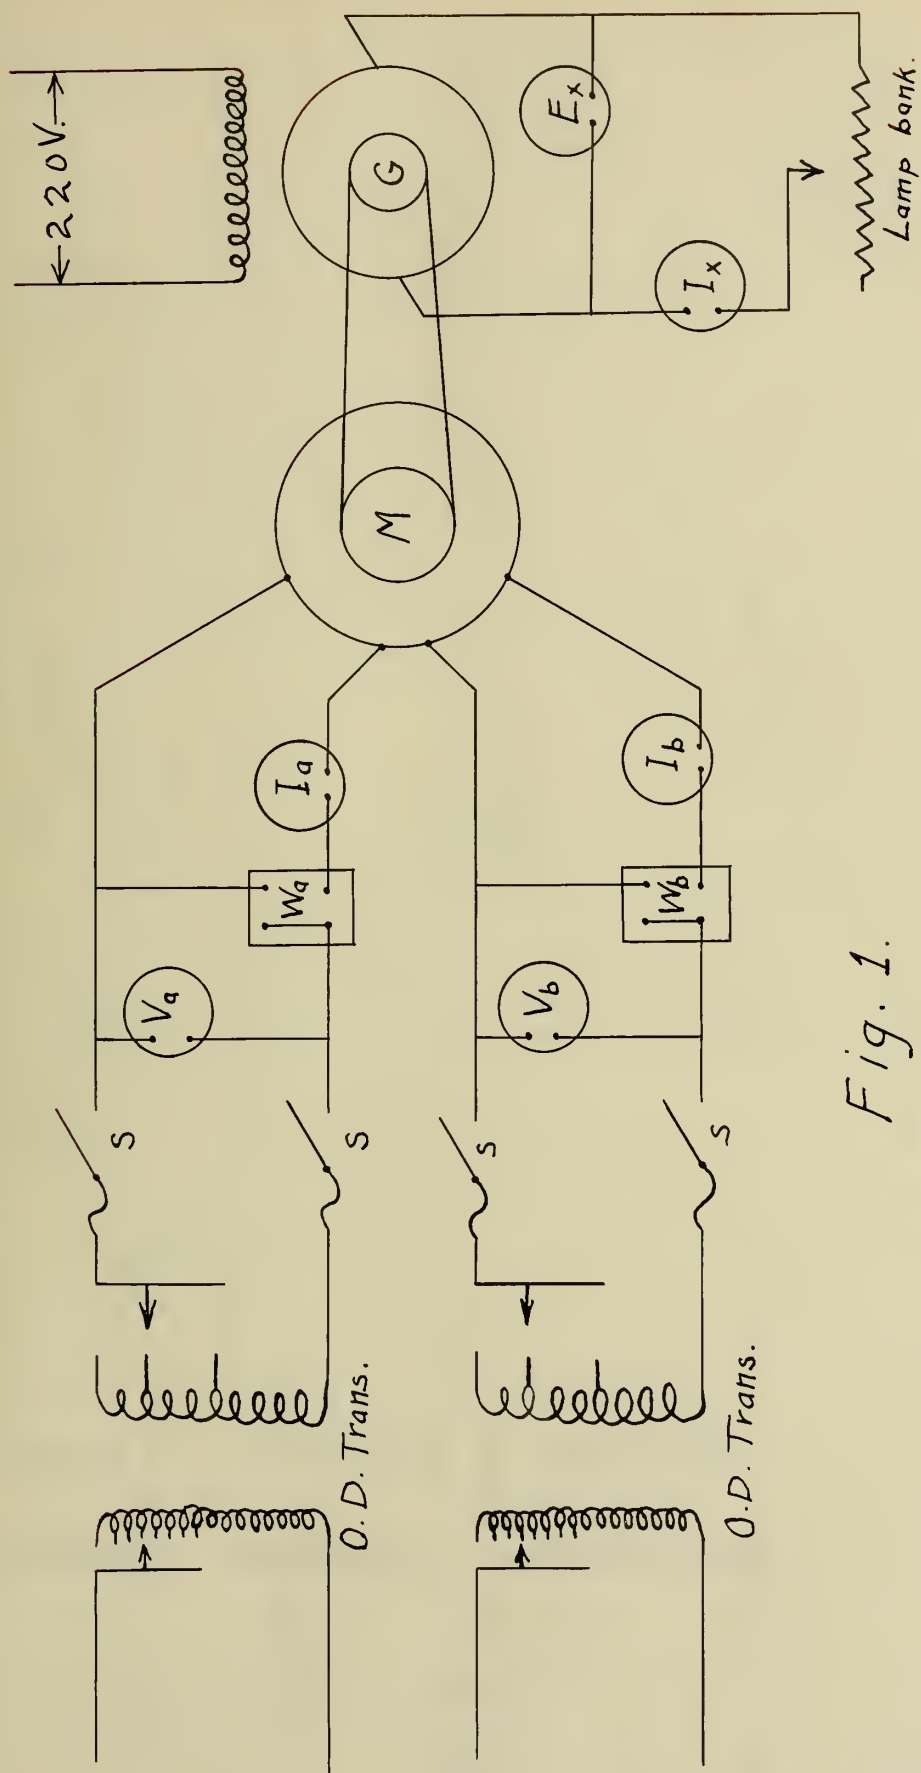 220V.
G
Ex
Ix
Lamp bank.
M
Ia
Wa
Va
S
S
Ib
Wb
Vb
S
S
O.D. Trans.
O.D. Trans.
Fig. 1.